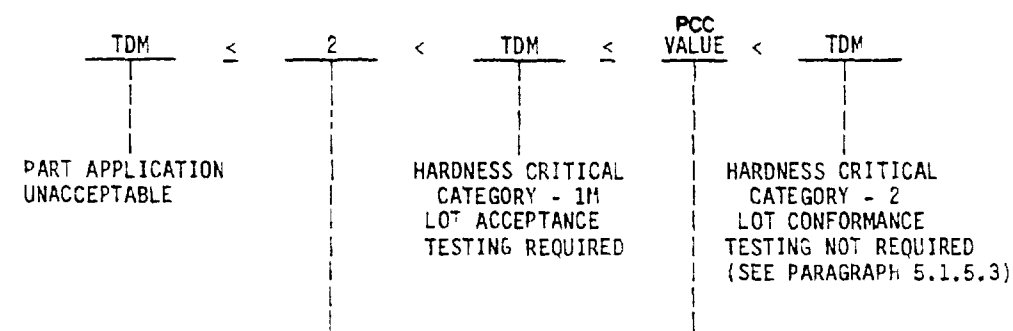 PCC
TDM ≤ 2 < TDM ≤ VALUE < TDM
PART APPLICATION
UNACCEPTABLE
HARDNESS CRITICAL
CATEGORY - 1M
LOT ACCEPTANCE
TESTING REQUIRED
HARDNESS CRITICAL
CATEGORY - 2
LOT CONFORMANCE
TESTING NOT REQUIRED
(SEE PARAGRAPH 5.1.5.3)